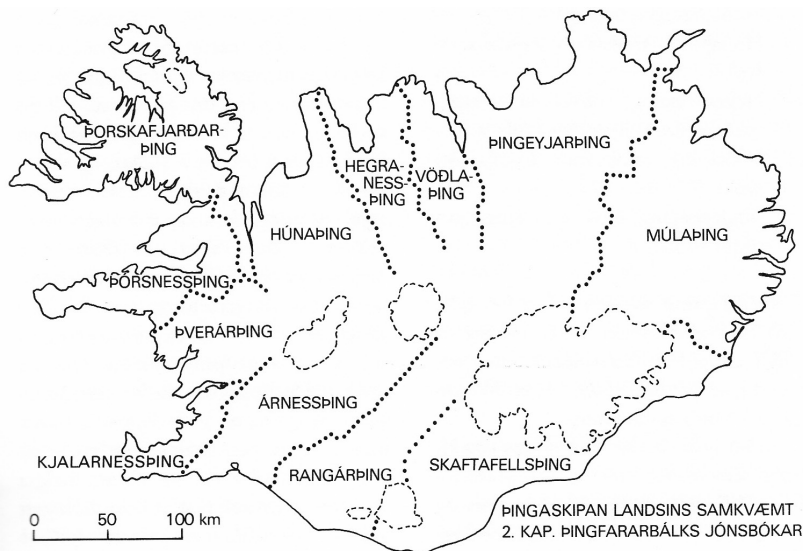 ÞORSKAFJARÐAR-
ÞING
HEGRA-
NESS-
ÞING
VÖÐLA-
ÞING
ÞINGEYJARÞING
HÚNAÞING
MÚLAÞING
ÞÓRSNESSÞING
ÞVERÁRÞING
ÁRNESSÞING
KJALARNESSÞING
RANGÁRÞING
SKAFTAFELLSÞING
0 50 100 km
ÞINGASKIPAN LANDSINS SAMKVÆMT
2. KAP. ÞINGFARARBÁLKS JÓNSBÓKAR